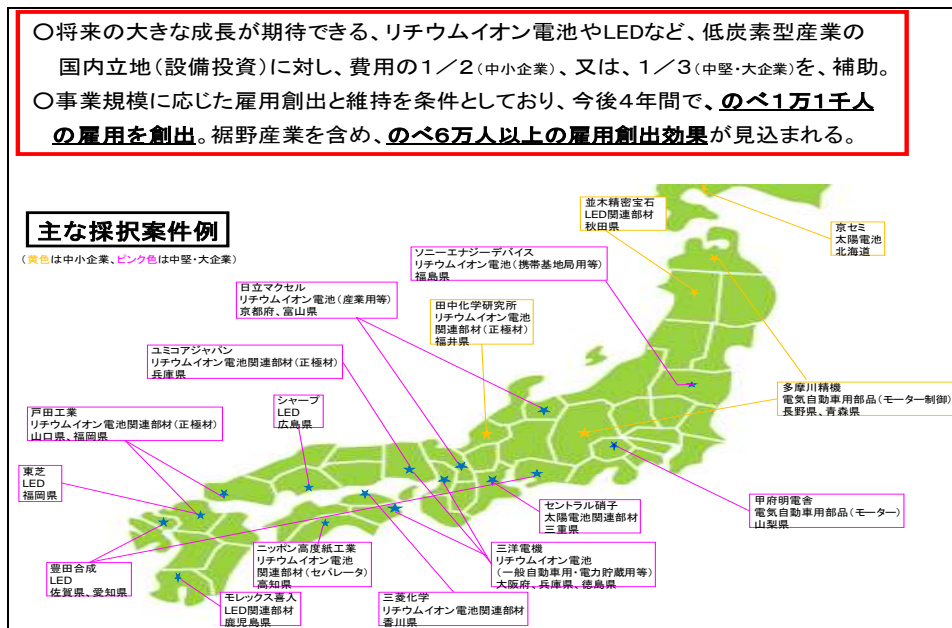 ○将来の大きな成長が期待できる、リチウムイオン電池やLEDなど、低炭素型産業の
国内立地(設備投資)に対し、費用の1/2(中小企業)、又は、1/3(中堅・大企業)を、補助。
○事業規模に応じた雇用創出と維持を条件としており、今後4年間で、のべ1万1千人
の雇用を創出。裾野産業を含め、のべ6万人以上の雇用創出効果が見込まれる。
主な採択案件例
(黄色は中小企業、ピンク色は中堅・大企業)
並木精密宝石
LED関連部材
秋田県
京セミ
太陽電池
北海道
ソニーエナジーデバイス
リチウムイオン電池(携帯基地局用等)
福島県
日立マクセル
リチウムイオン電池(産業用等)
京都府、富山県
田中化学研究所
リチウムイオン電池
関連部材(正極材)
福井県
ユミコアジャパン
リチウムイオン電池関連部材(正極材)
兵庫県
シャープ
LED
広島県
多摩川精機
電気自動車用部品(モーター制御)
長野県、青森県
戸田工業
リチウムイオン電池関連部材(正極材)
山口県、福岡県
東芝
LED
福岡県
セントラル硝子
太陽電池関連部材
三重県
甲府明電舎
電気自動車用部品(モーター)
山梨県
豊田合成
LED
佐賀県、愛知県
ニッポン高度紙工業
リチウムイオン電池
関連部材(セパレータ)
高知県
三洋電機
リチウムイオン電池
(一般自動車用・電力貯蔵用等)
大阪府、兵庫県、徳島県
モレックス喜入
LED関連部材
鹿児島県
三菱化学
リチウムイオン電池関連部材
香川県